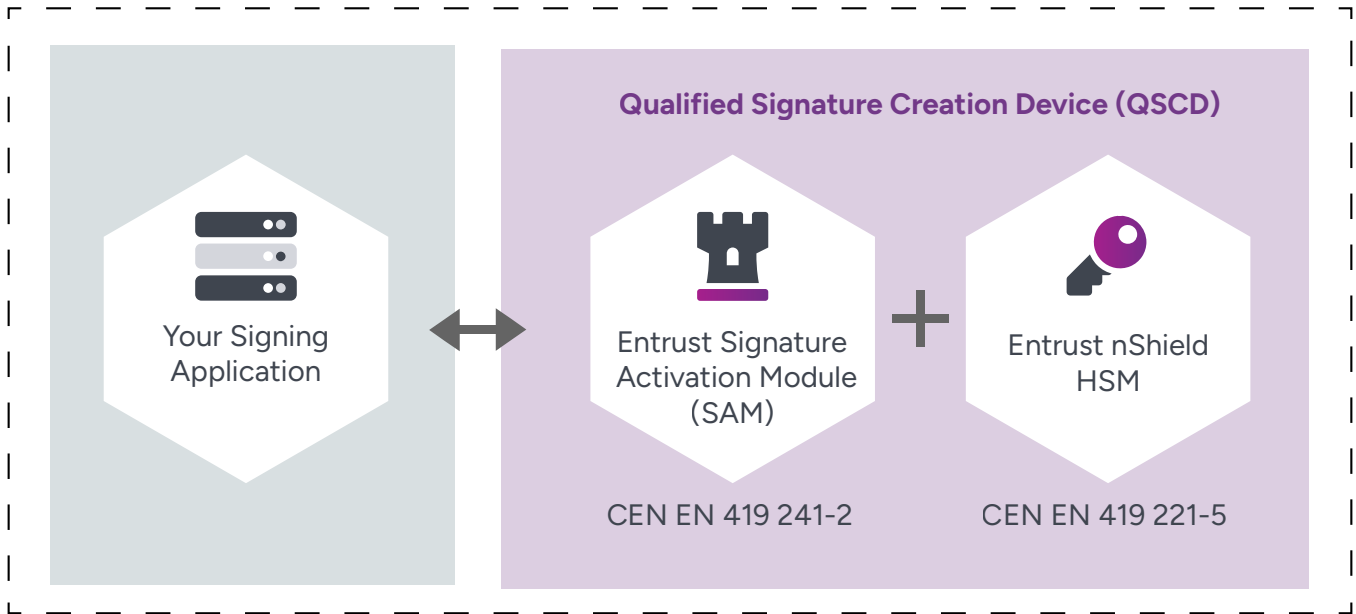 Qualified Signature Creation Device (QSCD)
Your Signing
Application
Entrust Signature
Activation Module
(SAM)
Entrust nShield
HSM
CEN EN 419 241-2
CEN EN 419 221-5